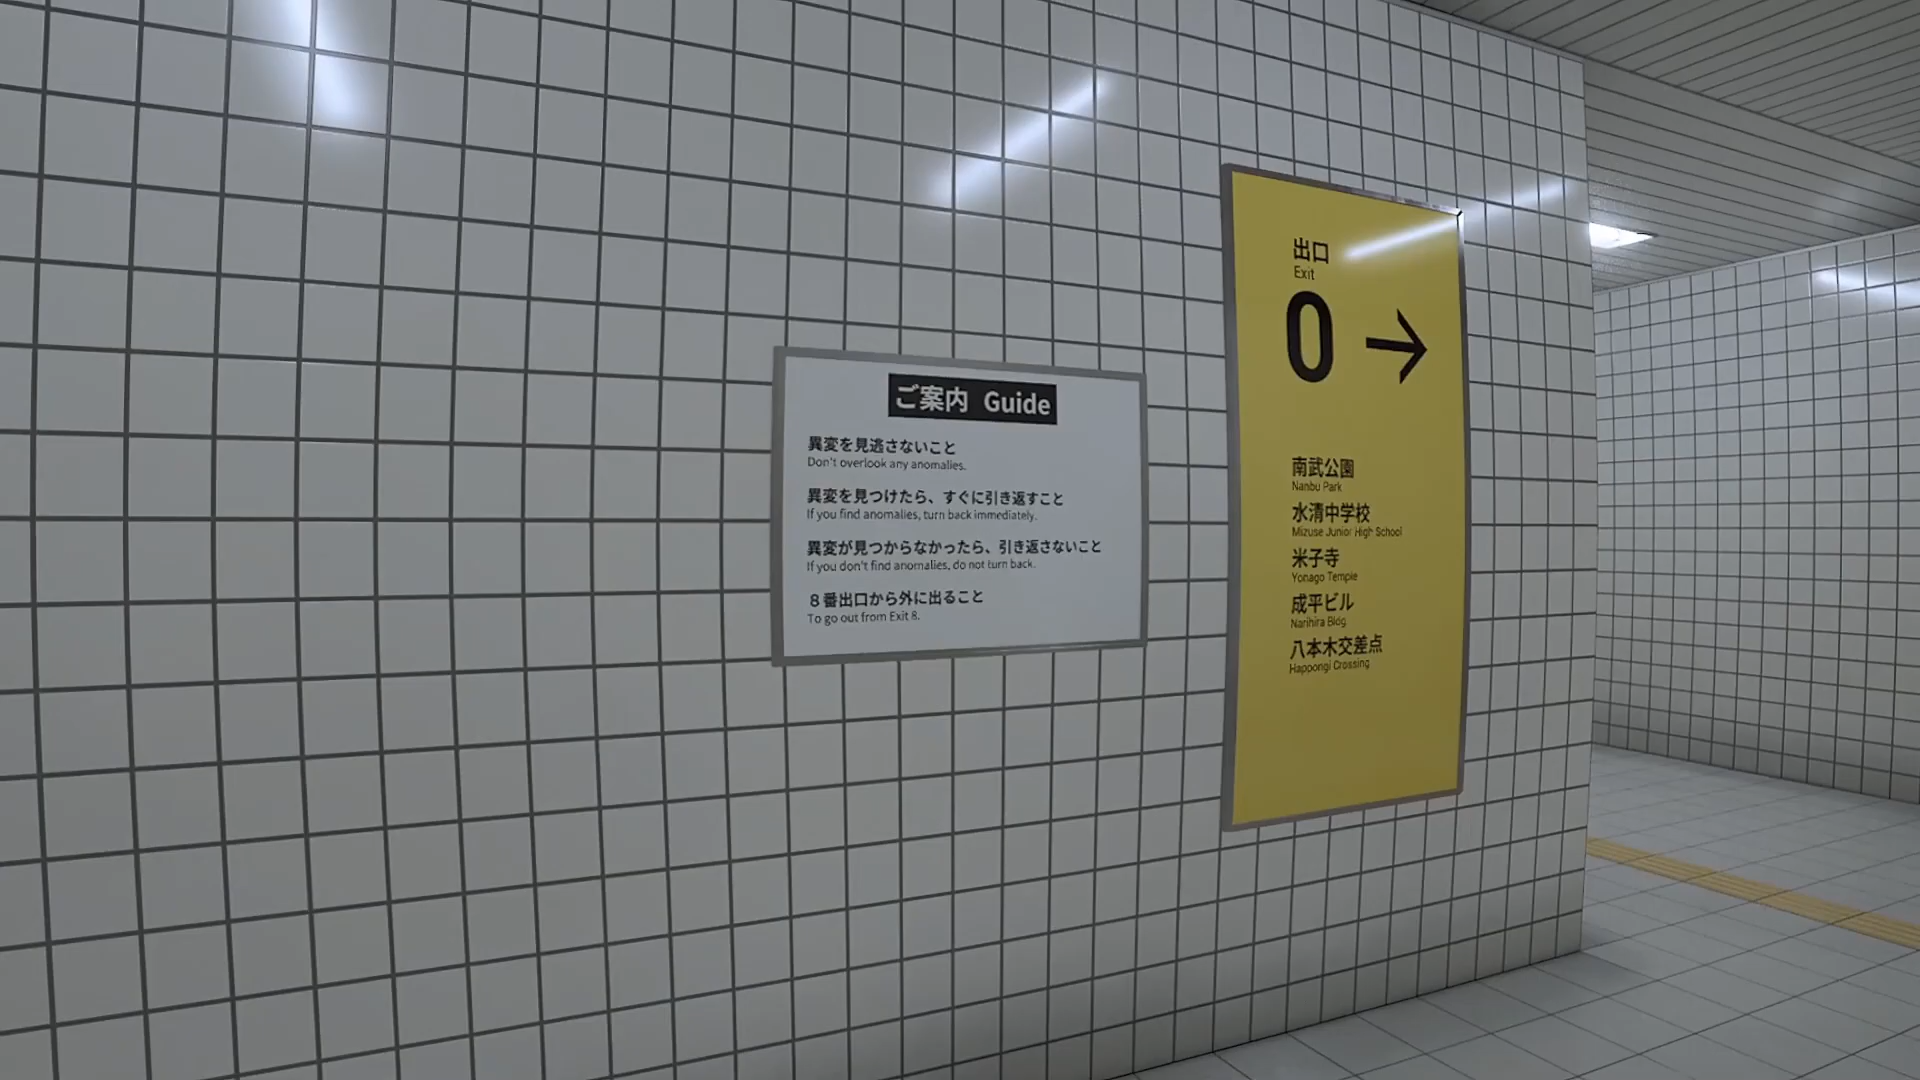 ご案内 Guide
異変を見逃さないこと
Don't overlook any anomalies.
異変を見つけたら、すぐに引き返すこと
If you find anomalies, turn back immediately.
異変が見つからなかったら、引き返さないこと
If you don't find anomalies, do not turn back.
８番出口から外に出ること
To go out from Exit 8.
出口
Exit
0 →
南武公園
Nanbu Park
水清中学校
Mizuse Junior High School
米子寺
Yonago Temple
成平ビル
Narihira Bldg
八本木交差点
Happongi Crossing